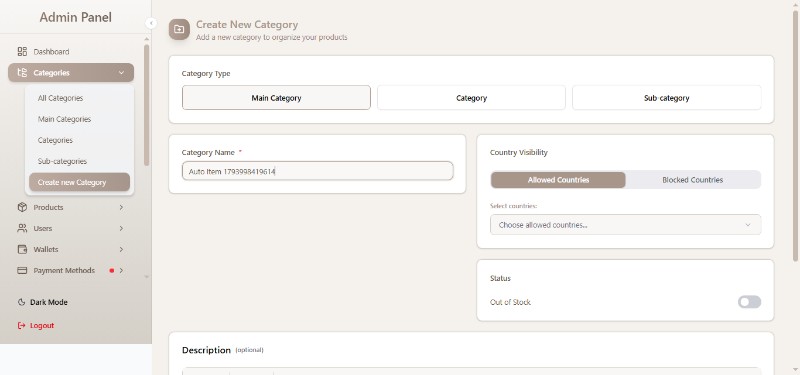 Admin Panel
Dashboard
Categories
All Categories
Main Categories
Categories
Sub-categories
Create new Category
Products
Users
Wallets
Payment Methods
Dark Mode
Logout
Create New Category
Add a new category to organize your products
Category Type
Main Category
Category
Sub-category
Category Name *
Auto Item 1793998419614
Country Visibility
Allowed Countries
Blocked Countries
Select countries:
Choose allowed countries...
Status
Out of Stock
Description (optional)